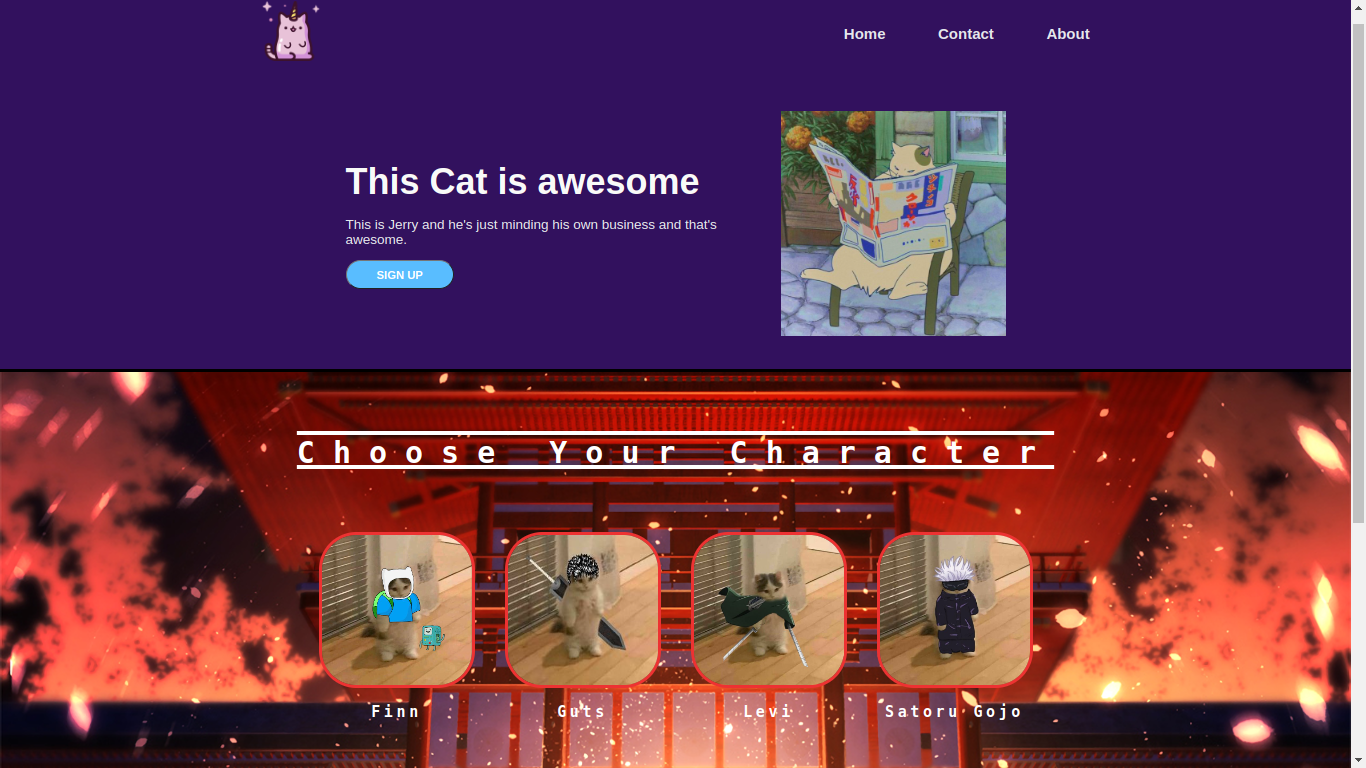 Home Contact About
This Cat is awesome
This is Jerry and he's just minding his own business and that's
awesome.
SIGN UP
Choose Your Character
Finn Guts Levi Satoru Gojo